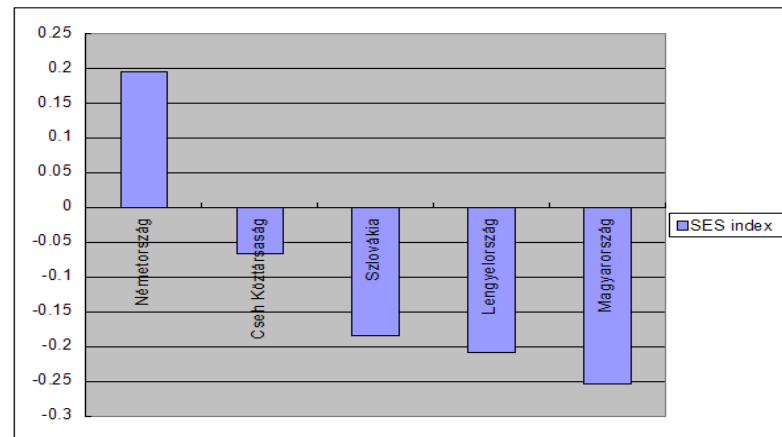 0.25
0.2
0.15
0.1
0.05
0
-0.05
-0.1
-0.15
-0.2
-0.25
-0.3
Németország
Cseh Köztársaság
Szlovákia
Lengyelország
Magyarország
SES index